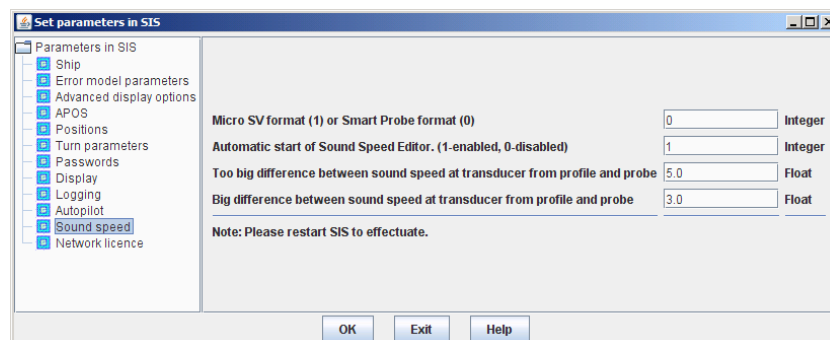 Set parameters in SIS
Parameters in SIS
Ship
Error model parameters
Advanced display options
APOS
Positions
Turn parameters
Passwords
Display
Logging
Autopilot
Sound speed
Network licence
Micro SV format (1) or Smart Probe format (0) 0 Integer
Automatic start of Sound Speed Editor. (1-enabled, 0-disabled) 1 Integer
Too big difference between sound speed at transducer from profile and probe 5.0 Float
Big difference between sound speed at transducer from profile and probe 3.0 Float
Note: Please restart SIS to effectuate.
OK Exit Help